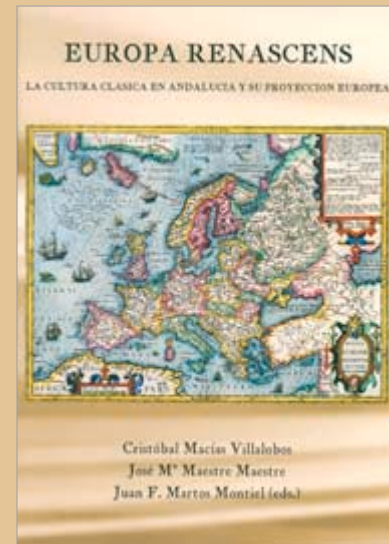 EUROPA RENASCENS
LA CULTURA CLASICA EN ANDALUCIA Y SU PROYECCION EUROPEA
Cristóbal Macías Villalobos
José Mª Maestre Maestre
Juan F. Martos Montiel (eds.)